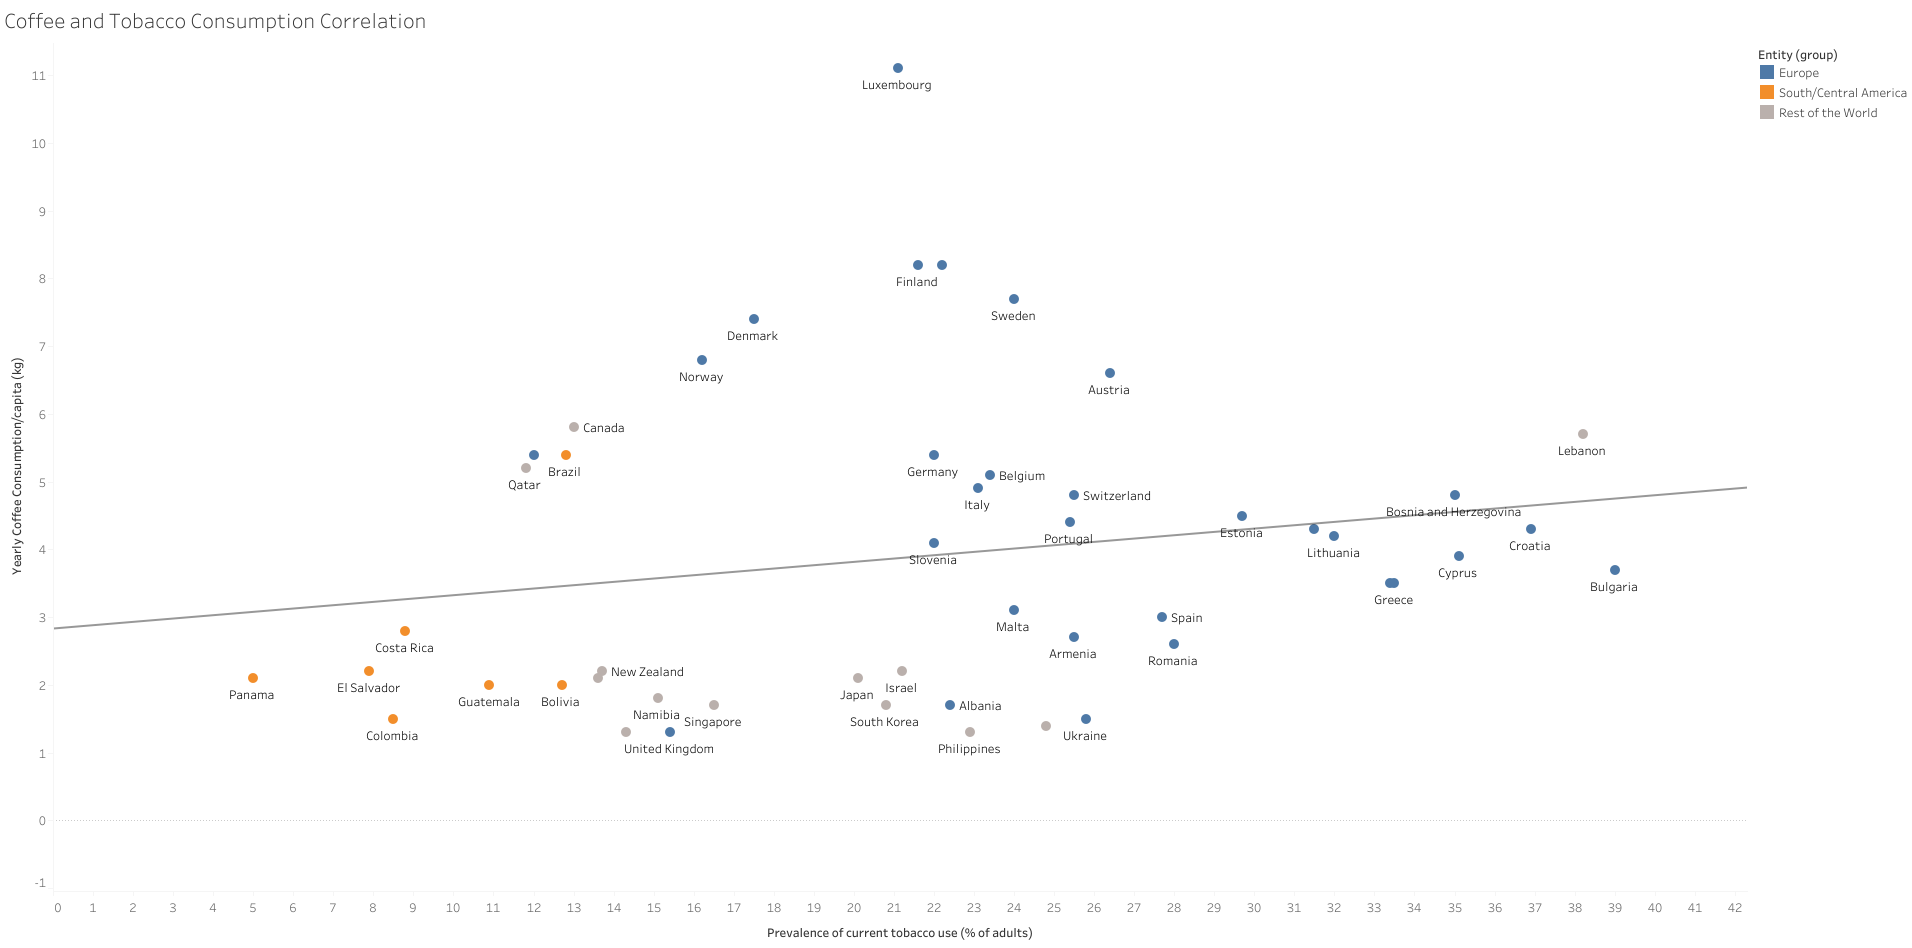 Coffee and Tobacco Consumption Correlation
Entity (group)
Europe
South/Central America
Rest of the World
Yearly Coffee Consumption/capita (kg)
11
10
9
8
7
6
5
4
3
2
1
0
-1
Luxembourg
Finland
Sweden
Denmark
Norway
Austria
Canada
Lebanon
Brazil
Germany
Belgium
Qatar
Switzerland
Italy
Bosnia and Herzegovina
Estonia
Portugal
Croatia
Lithuania
Slovenia
Cyprus
Bulgaria
Greece
Spain
Malta
Costa Rica
Armenia
Romania
New Zealand
El Salvador
Israel
Panama
Japan
Guatemala
Bolivia
Albania
Namibia
Singapore
South Korea
Colombia
Ukraine
United Kingdom
Philippines
0 1 2 3 4 5 6 7 8 9 10 11 12 13 14 15 16 17 18 19 20 21 22 23 24 25 26 27 28 29 30 31 32 33 34 35 36 37 38 39 40 41 42
Prevalence of current tobacco use (% of adults)